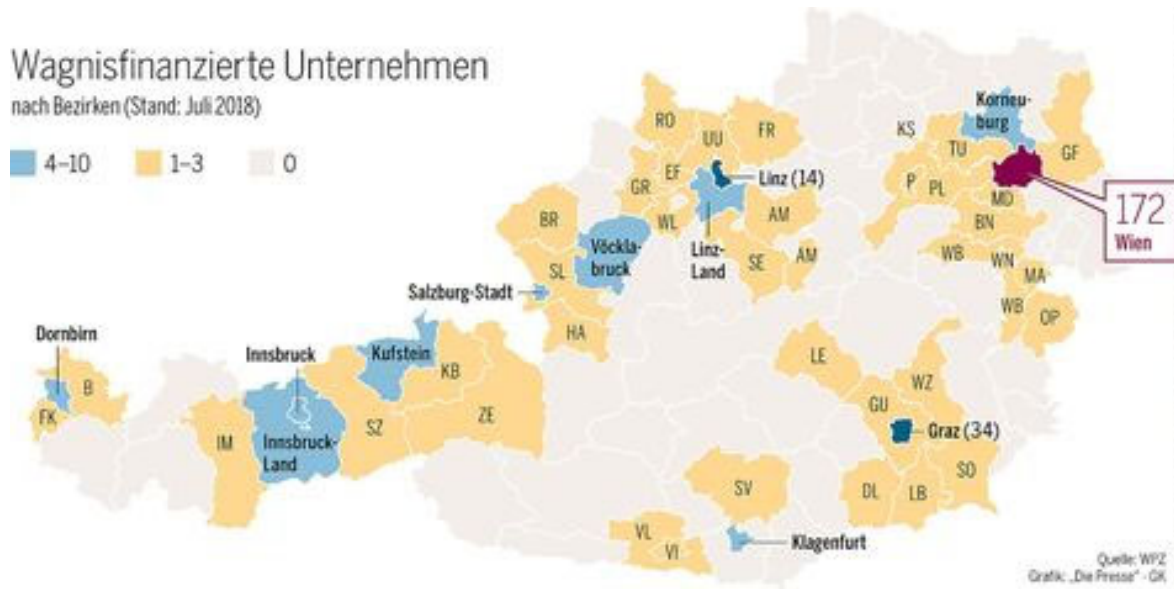 Wagnisfinanzierte Unternehmen
nach Bezirken (Stand: Juli 2018)
4–10
1–3
0
RO
UU
FR
EF
GR
Linz (14)
WL
AM
BR
Vöckla-
bruck
Linz-
Land
SE
AM
SL
Salzburg-Stadt
HA
KS
Korneu-
burg
TU
GF
P
PL
MD
172
Wien
BN
WB
WN
MA
WB
OP
Dornbirn
B
FK
Innsbruck
Kufstein
KB
IM
Innsbruck-
Land
SZ
ZE
LE
WZ
GU
Graz (34)
SV
DL
LB
SO
VL
VI
Klagenfurt
Quelle: WPZ
Grafik: „Die Presse" · GK